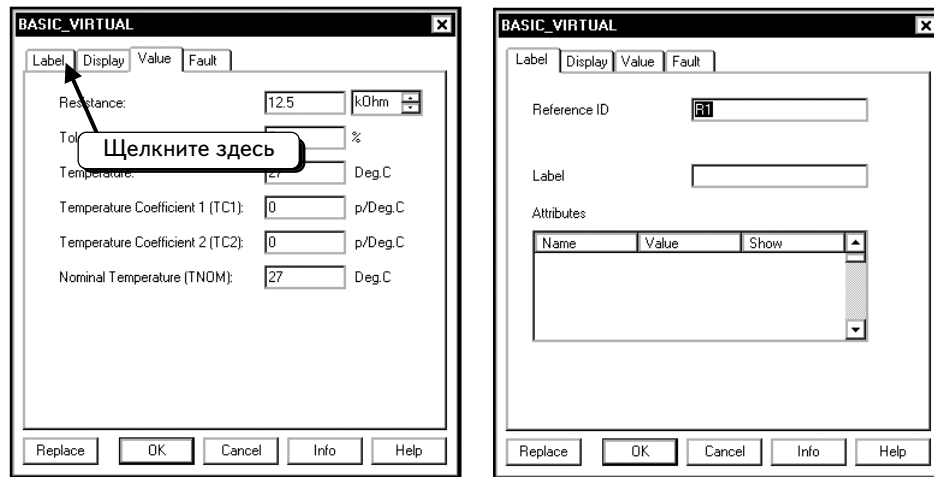 BASIC_VIRTUAL
Label Display Value Fault
Resistance: 12.5 kOhm
%
Щелкните здесь
Temperature: 27 Deg.C
Temperature Coefficient 1 (TC1): 0 p/Deg.C
Temperature Coefficient 2 (TC2): 0 p/Deg.C
Nominal Temperature (TNOM): 27 Deg.C
Replace OK Cancel Info Help
BASIC_VIRTUAL
Label Display Value Fault
Reference ID R1
Label
Attributes
Name Value Show
Replace OK Cancel Info Help